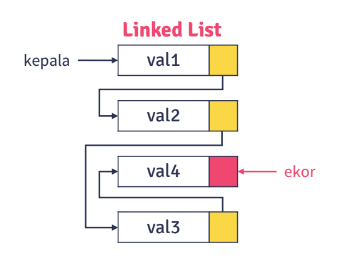 Linked List
kepala
val1
val2
val4
ekor
val3